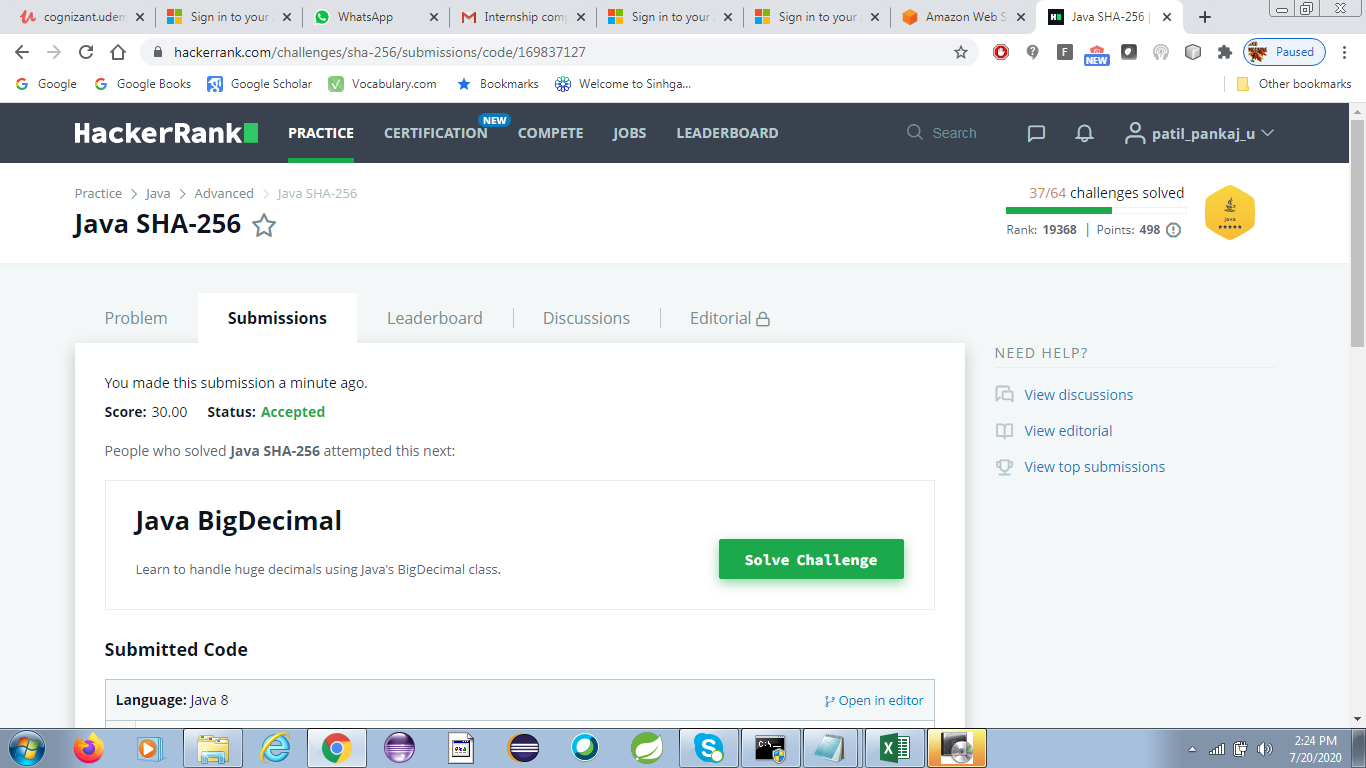 cognizant.udem
Sign in to your
WhatsApp
Internship com
Sign in to your
Sign in to your
Amazon Web S
Java SHA-256 |
hackerrank.com/challenges/sha-256/submissions/code/169837127
NEW
Paused
Google
Google Books
Google Scholar
Vocabulary.com
Bookmarks
Welcome to Sinhga...
Other bookmarks
HackerRank
PRACTICE
CERTIFICATION
NEW
COMPETE
JOBS
LEADERBOARD
Search
patil_pankaj_u
Practice > Java > Advanced > Java SHA-256
Java SHA-256
37/64 challenges solved
Rank: 19368 | Points: 498
Java
Problem
Submissions
Leaderboard
Discussions
Editorial
You made this submission a minute ago.
Score: 30.00 Status: Accepted
People who solved Java SHA-256 attempted this next:
Java BigDecimal
Learn to handle huge decimals using Java's BigDecimal class.
Solve Challenge
Submitted Code
Language: Java 8
Open in editor
NEED HELP?
View discussions
View editorial
View top submissions
2:24 PM
7/20/2020